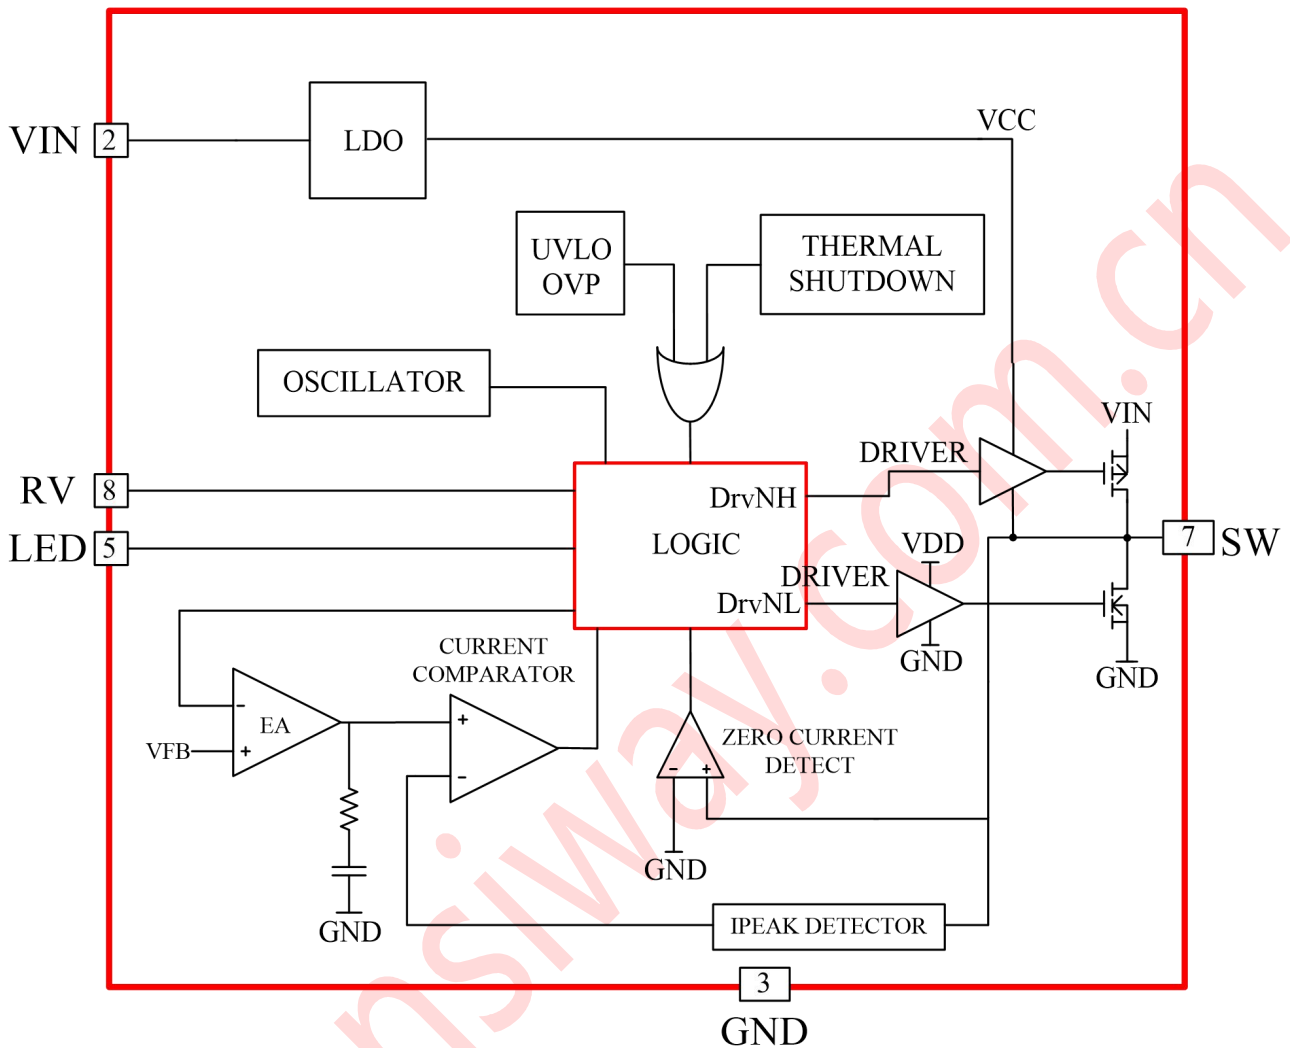 VCC
VIN
2
LDO
UVLO
OVP
THERMAL
SHUTDOWN
OSCILLATOR
VIN
DRIVER
RV
8
DrvNH
LED
5
LOGIC
VDD
7
SW
DRIVER
DrvNL
CURRENT
COMPARATOR
GND
GND
-
EA
+
VFB
+
-
ZERO CURRENT
DETECT
-
+
GND
GND
IPEAK DETECTOR
3
GND
nsiway.com.cn